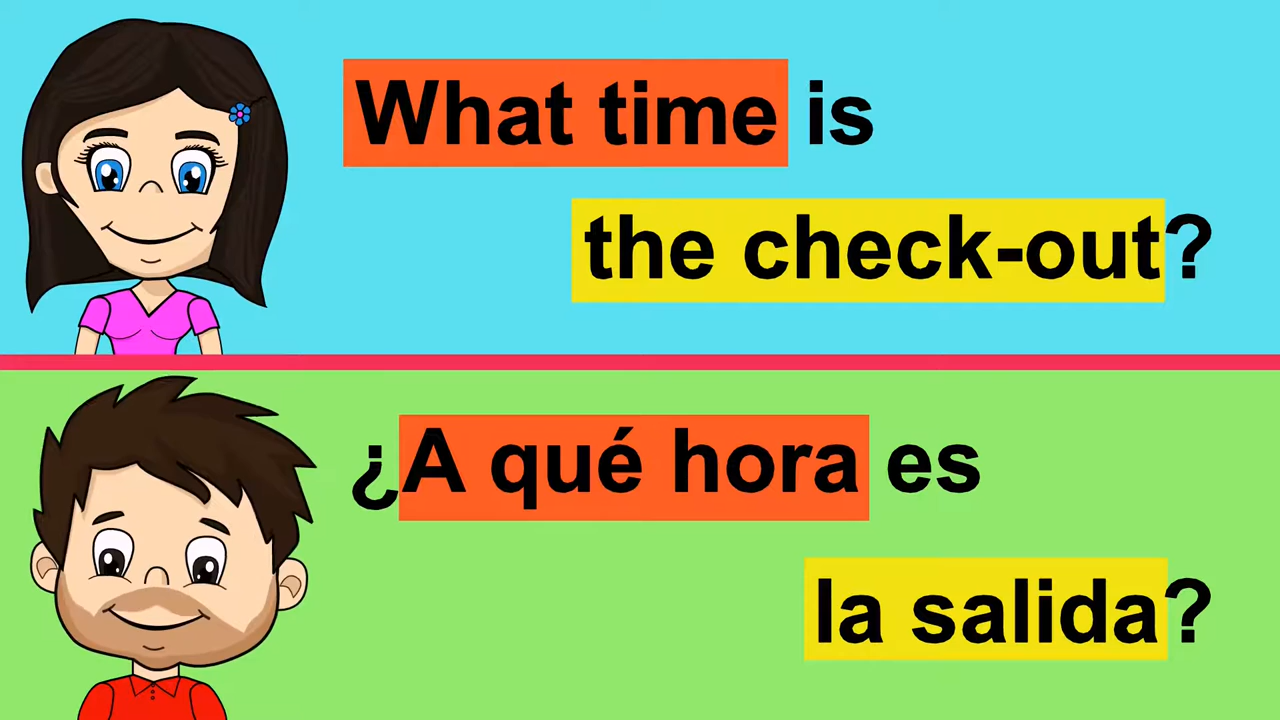 What time is
the check-out?
¿A qué hora es
la salida?